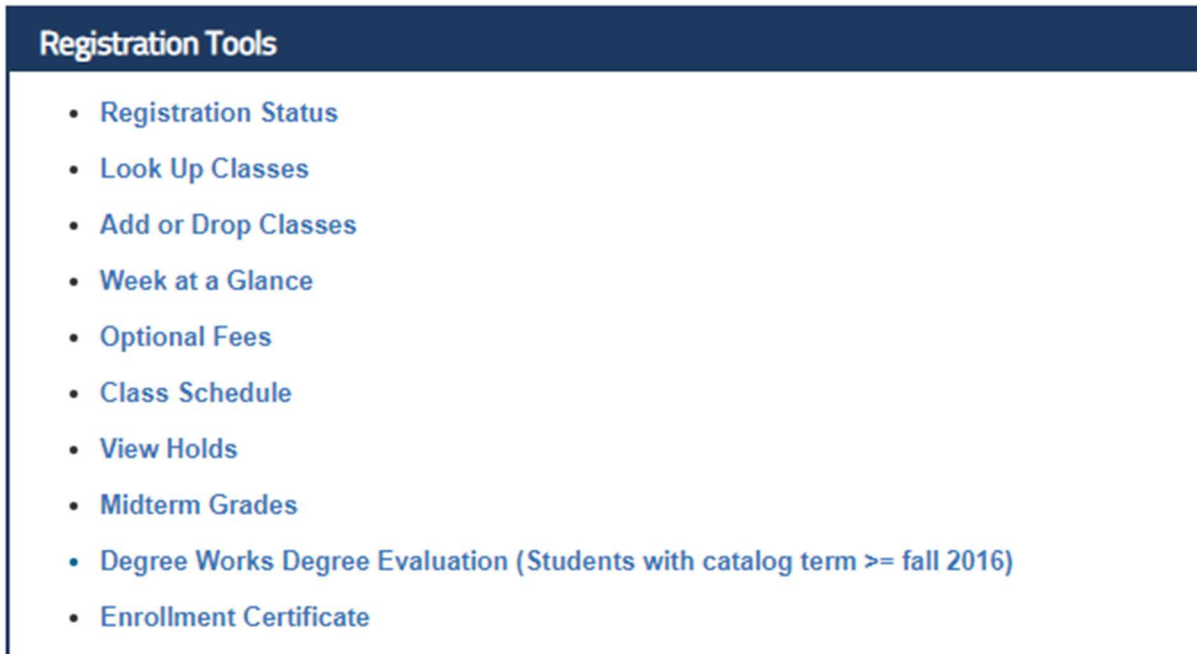 Registration Tools
Registration Status
Look Up Classes
Add or Drop Classes
Week at a Glance
Optional Fees
Class Schedule
View Holds
Midterm Grades
Degree Works Degree Evaluation (Students with catalog term >= fall 2016)
Enrollment Certificate